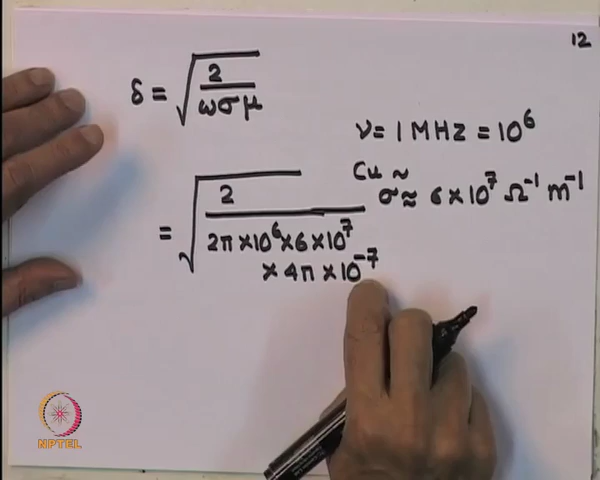 12
δ = √(2 / ωσμ)
ν = 1 MHZ = 10⁶
Cu ~
σ ≈ 6 × 10⁷ Ω⁻¹ m⁻¹
= √(2 / 2π × 10⁶ × 6 × 10⁷
× 4π × 10⁻⁷)
NPTEL